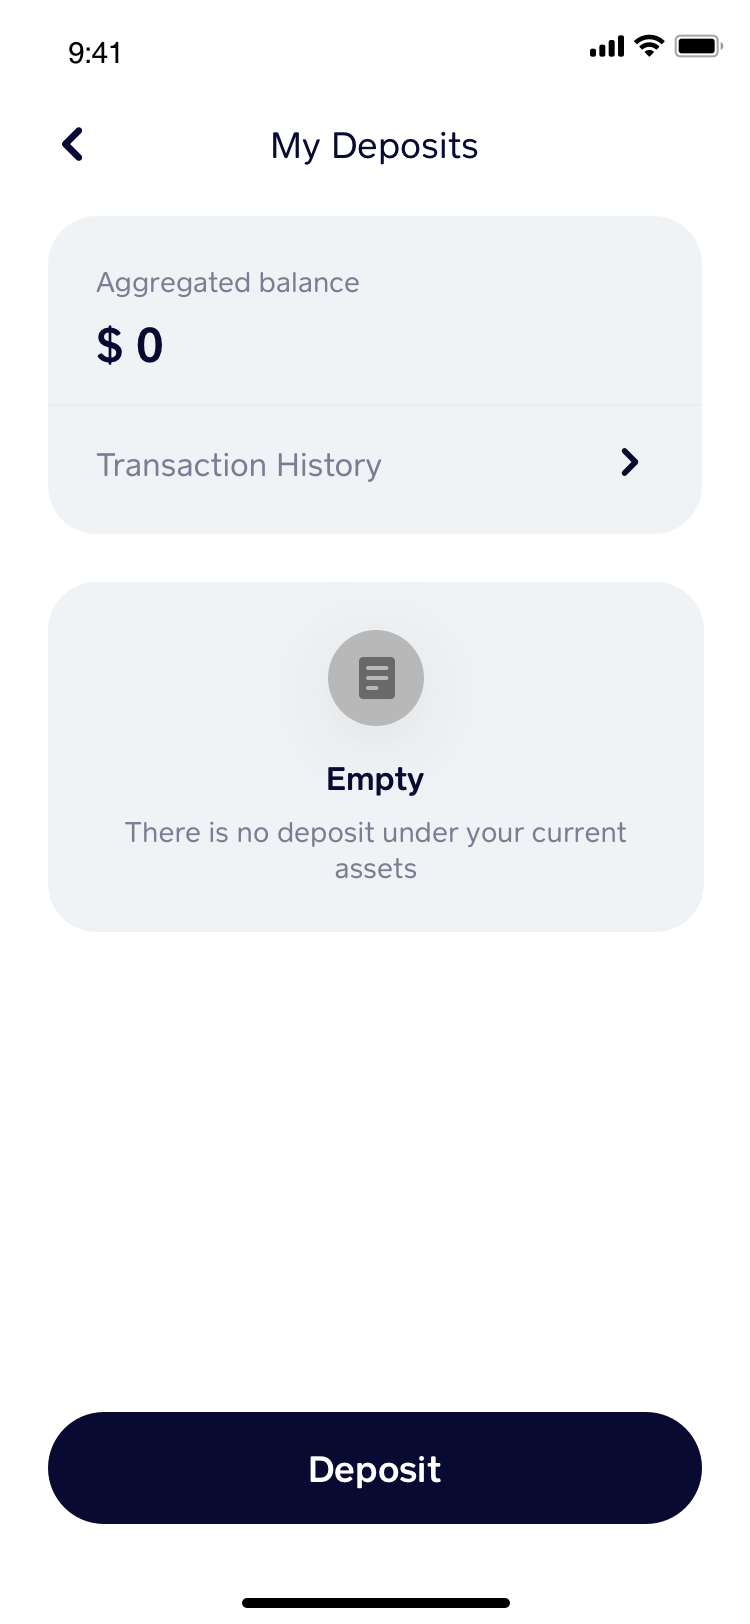 9:41
My Deposits
Aggregated balance
$ 0
Transaction History
Empty
There is no deposit under your current
assets
Deposit